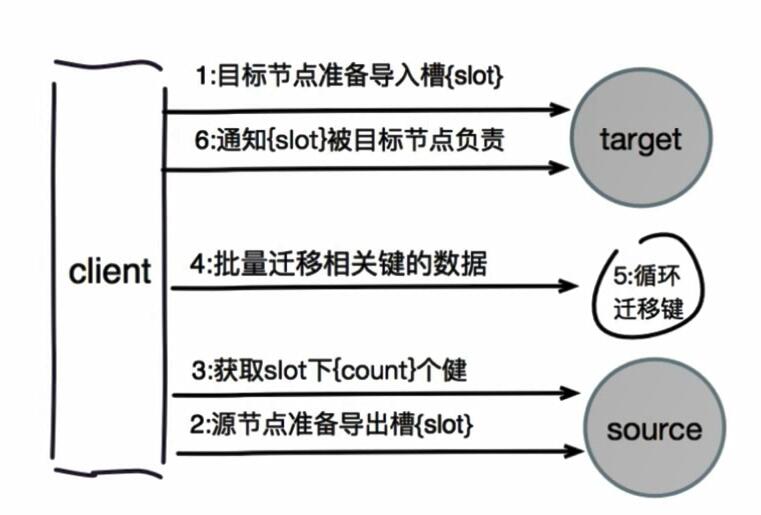 1:目标节点准备导入槽{slot}
target
6:通知{slot}被目标节点负责
client
4:批量迁移相关键的数据
5:循环
迁移键
3:获取slot下{count}个健
source
2:源节点准备导出槽{slot}